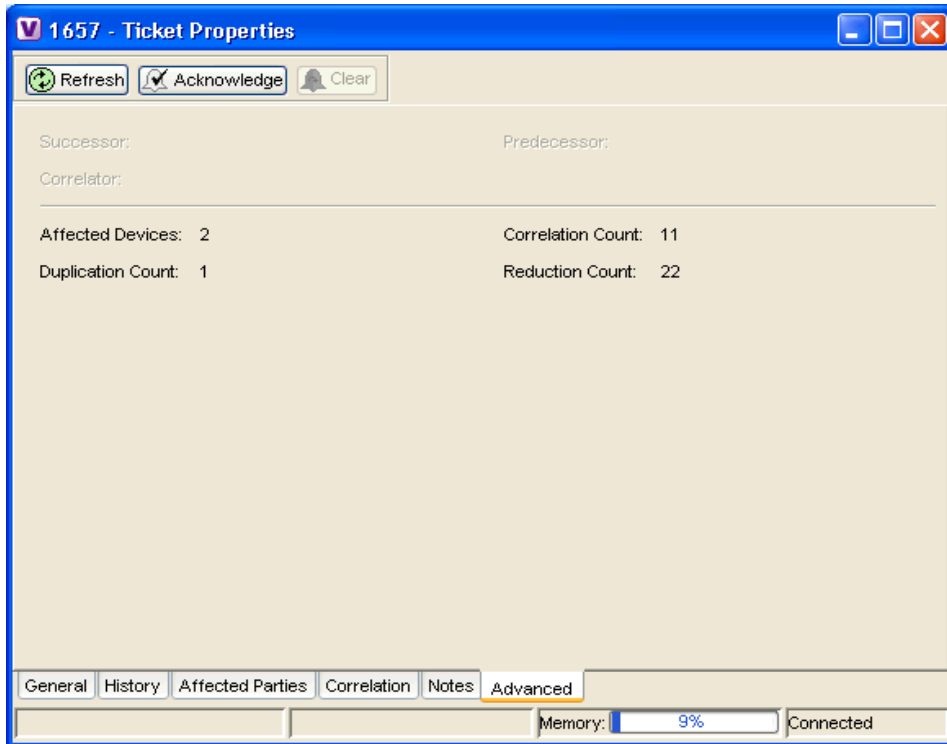 1657 - Ticket Properties
Refresh Acknowledge Clear
Successor: Predecessor:
Correlator:
Affected Devices: 2 Correlation Count: 11
Duplication Count: 1 Reduction Count: 22
General History Affected Parties Correlation Notes Advanced
Memory: 9% Connected